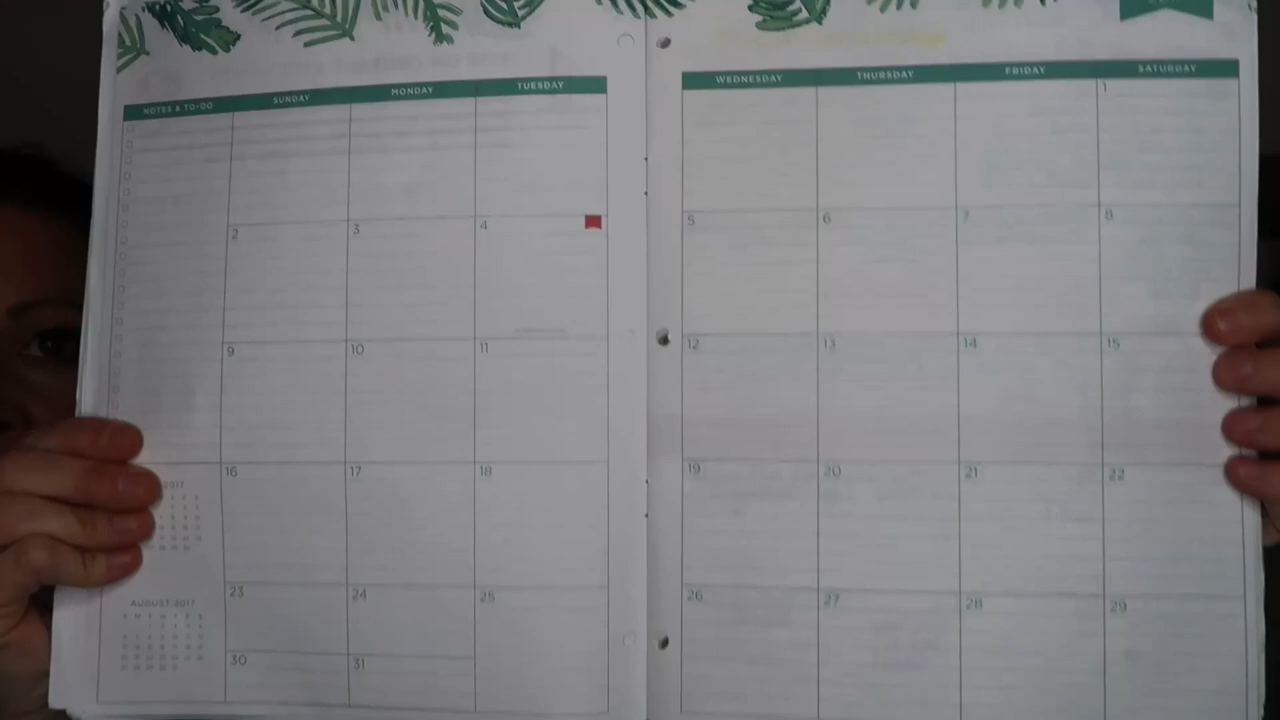 NOTES & TO-DO SUNDAY MONDAY TUESDAY WEDNESDAY THURSDAY FRIDAY SATURDAY
1
2 3 4 5 6 7 8
9 10 11 12 13 14 15
16 17 18 19 20 21 22
2017
23 24 25 26 27 28 29
AUGUST 2017
S M T W T F S
30 31